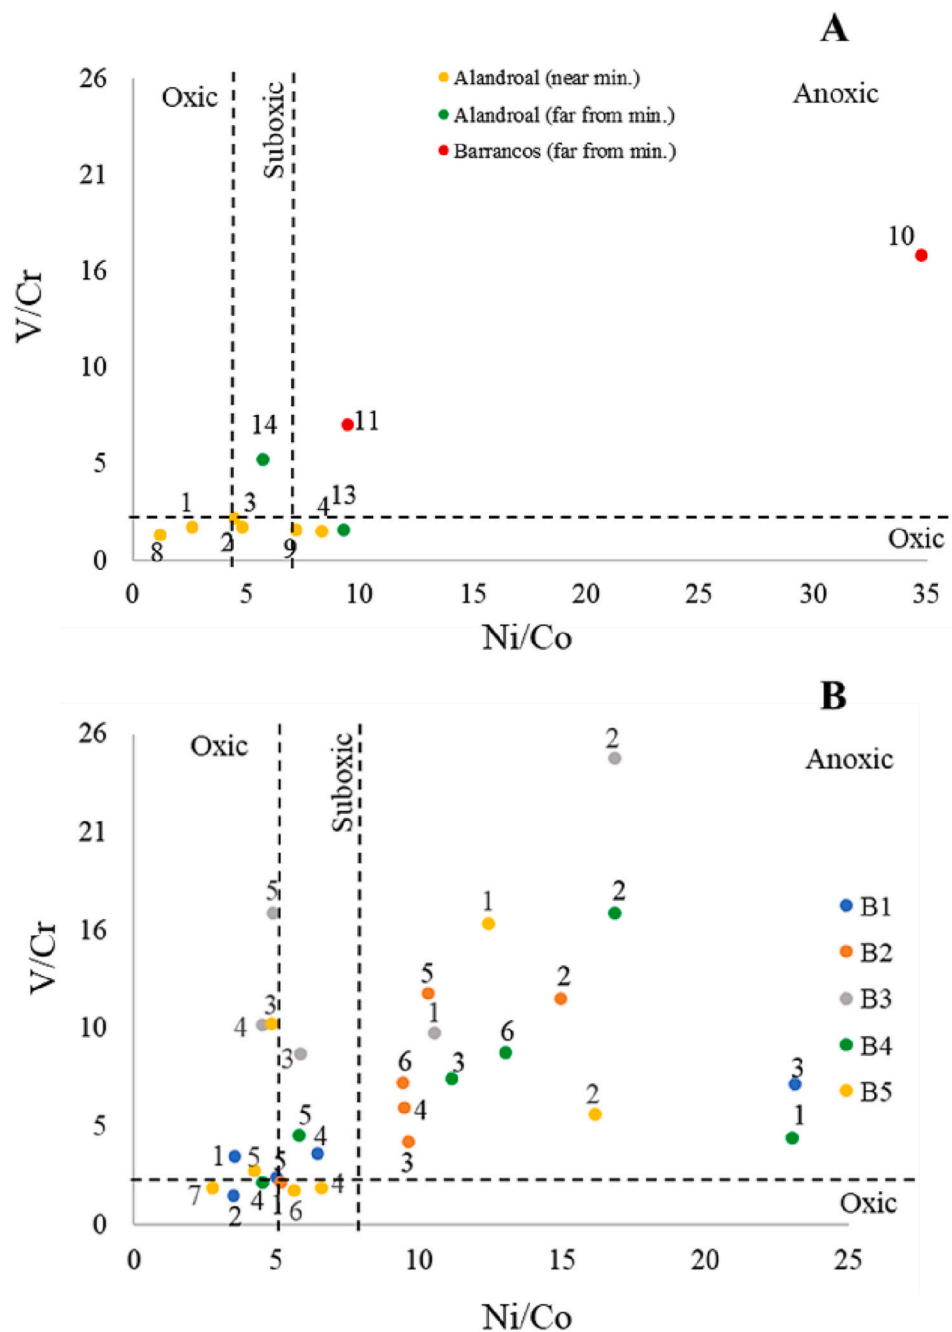 A
26
Oxic
Suboxic
Alandroal (near min.)
Alandroal (far from min.)
Barrancos (far from min.)
Anoxic
21
10
16
V/Cr
10
14
11
5
1
3
4
13
8
2
9
Oxic
0
0
5
10
15
20
25
30
35
Ni/Co
B
26
Oxic
Suboxic
2
Anoxic
21
5
1
2
B1
16
V/Cr
B2
3
5
2
B3
10
4
1
6
3
6
3
3
B4
5
4
2
1
B5
5
1
5
5
4
3
7
2
4
1
6
4
Oxic
0
0
5
10
15
20
25
Ni/Co